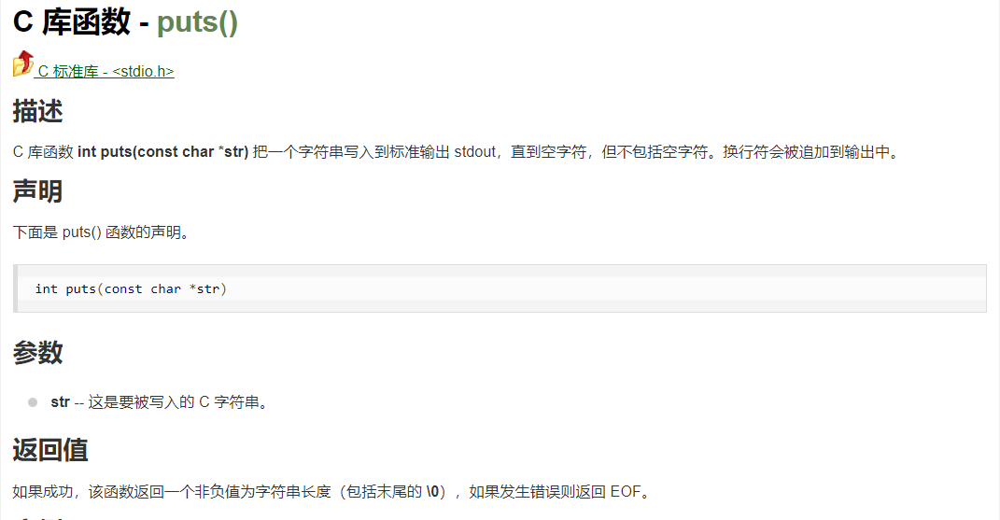 C 库函数 - puts()
C 标准库 - <stdio.h>
描述
C 库函数 int puts(const char *str) 把一个字符串写入到标准输出 stdout，直到空字符，但不包括空字符。换行符会被追加到输出中。
声明
下面是 puts() 函数的声明。
int puts(const char *str)
参数
str -- 这是要被写入的 C 字符串。
返回值
如果成功，该函数返回一个非负值为字符串长度（包括末尾的 \0），如果发生错误则返回 EOF。